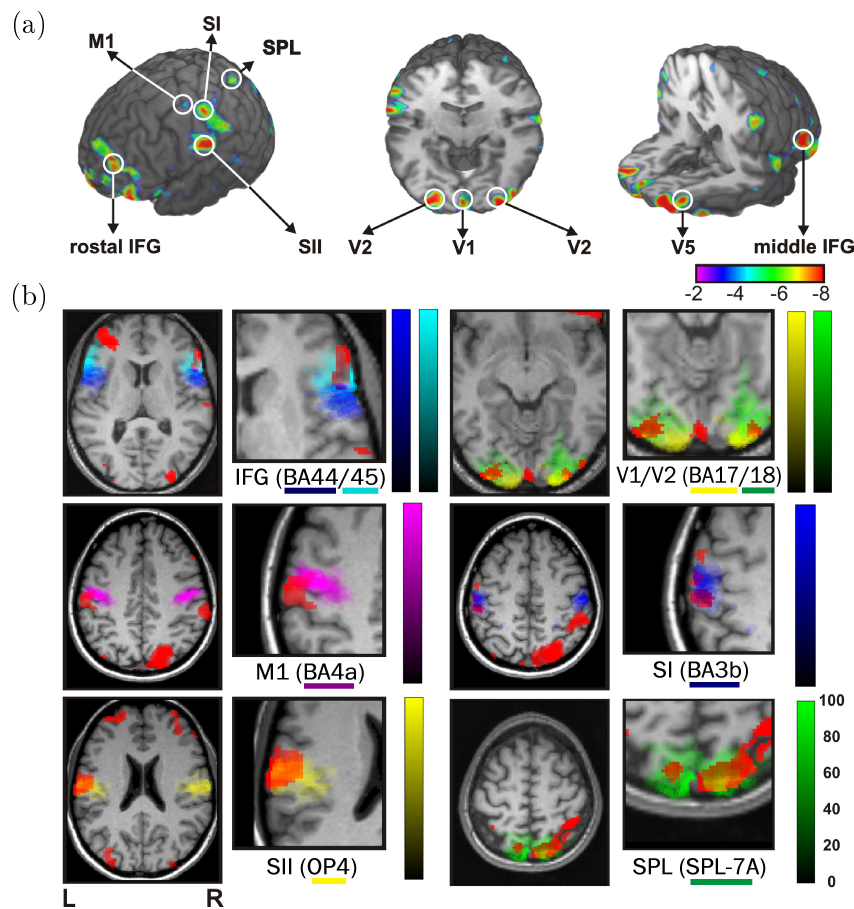 (a)
SI
M1
SPL
rostal IFG
SII
V2
V1
V2
V5
middle IFG
-2 -4 -6 -8
(b)
IFG (BA44/45)
V1/V2 (BA17/18)
M1 (BA4a)
SI (BA3b)
SII (OP4)
SPL (SPL-7A)
100
80
60
40
20
0
L R